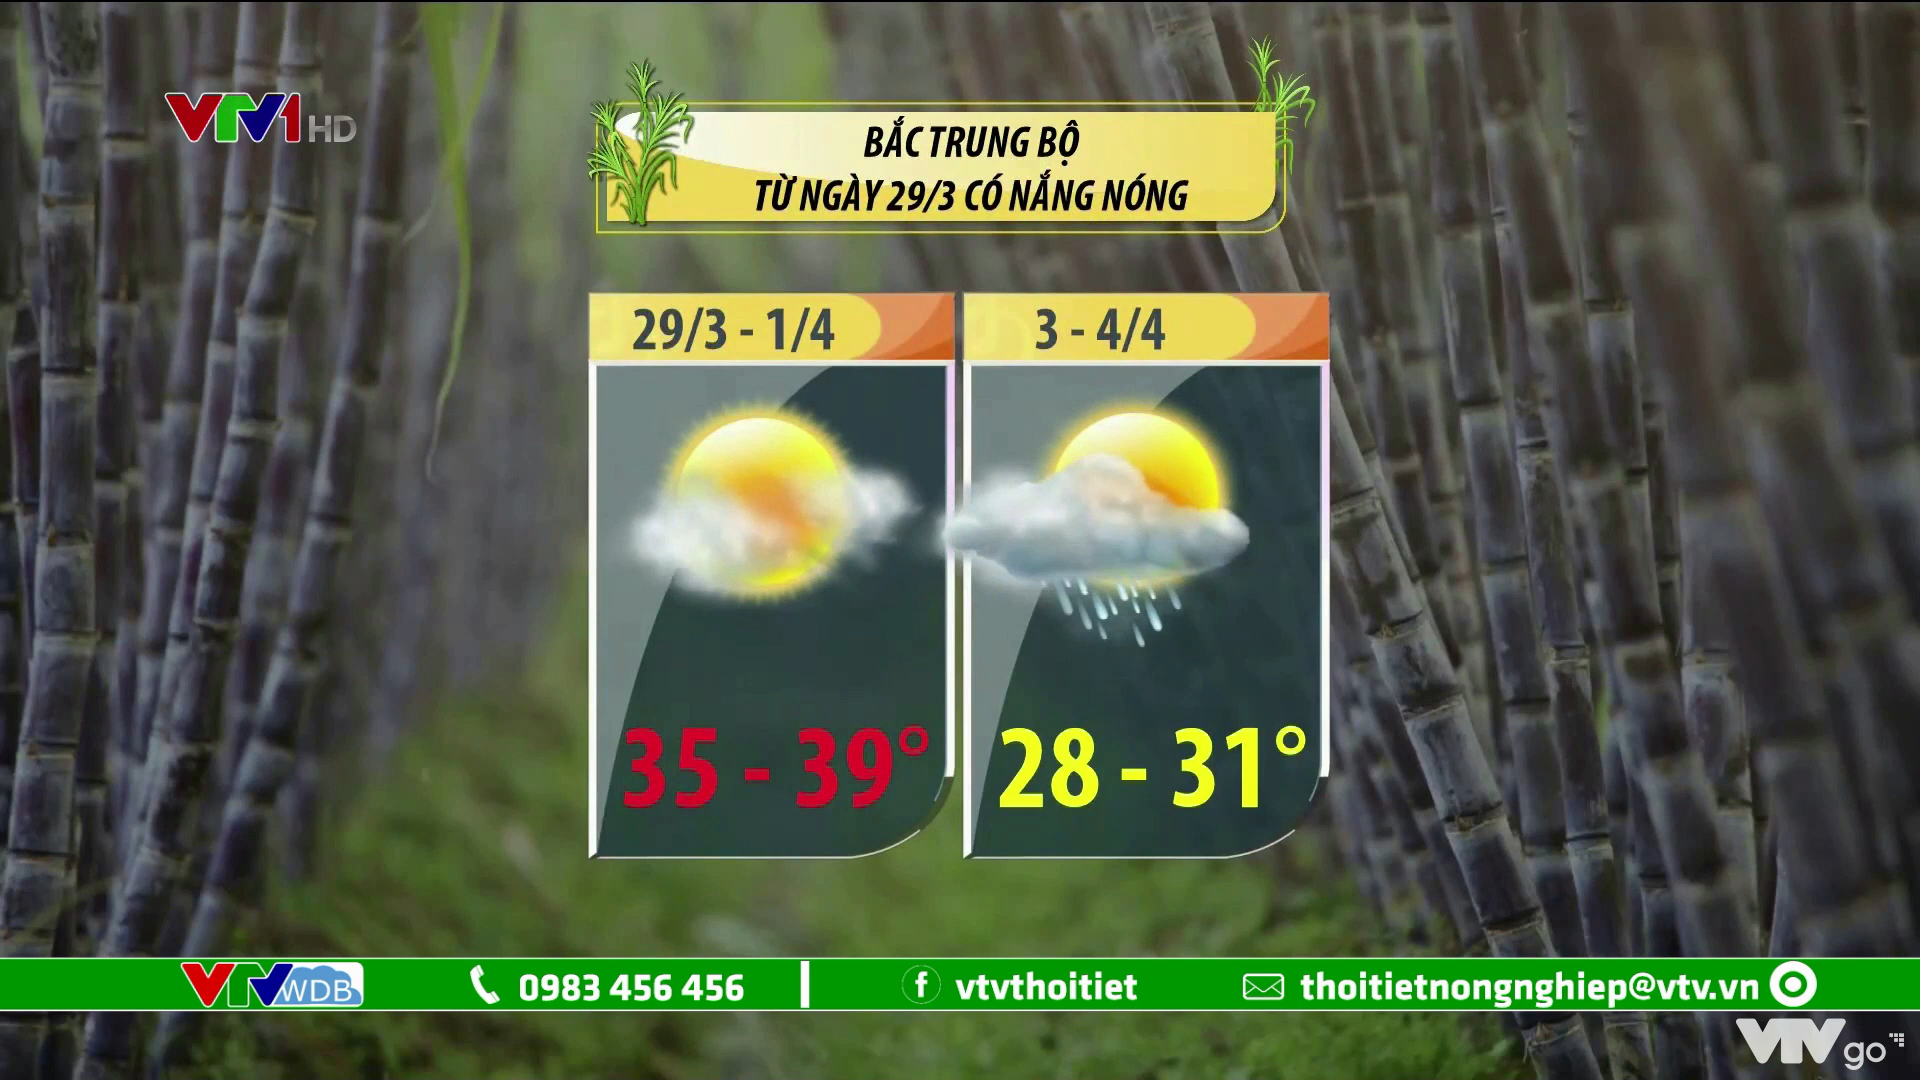 VTV1 HD
BẮC TRUNG BỘ
TỪ NGÀY 29/3 CÓ NẮNG NÓNG
29/3 - 1/4
3 - 4/4
35 - 39°
28 - 31°
VTV WDB
0983 456 456
f vtvthoitiet
thoitietnongnghiep@vtv.vn
VTV go